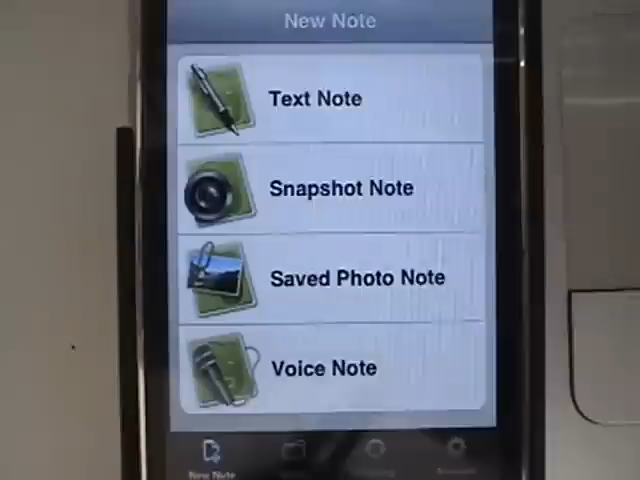 New Note
Text Note
Snapshot Note
Saved Photo Note
Voice Note
New Note